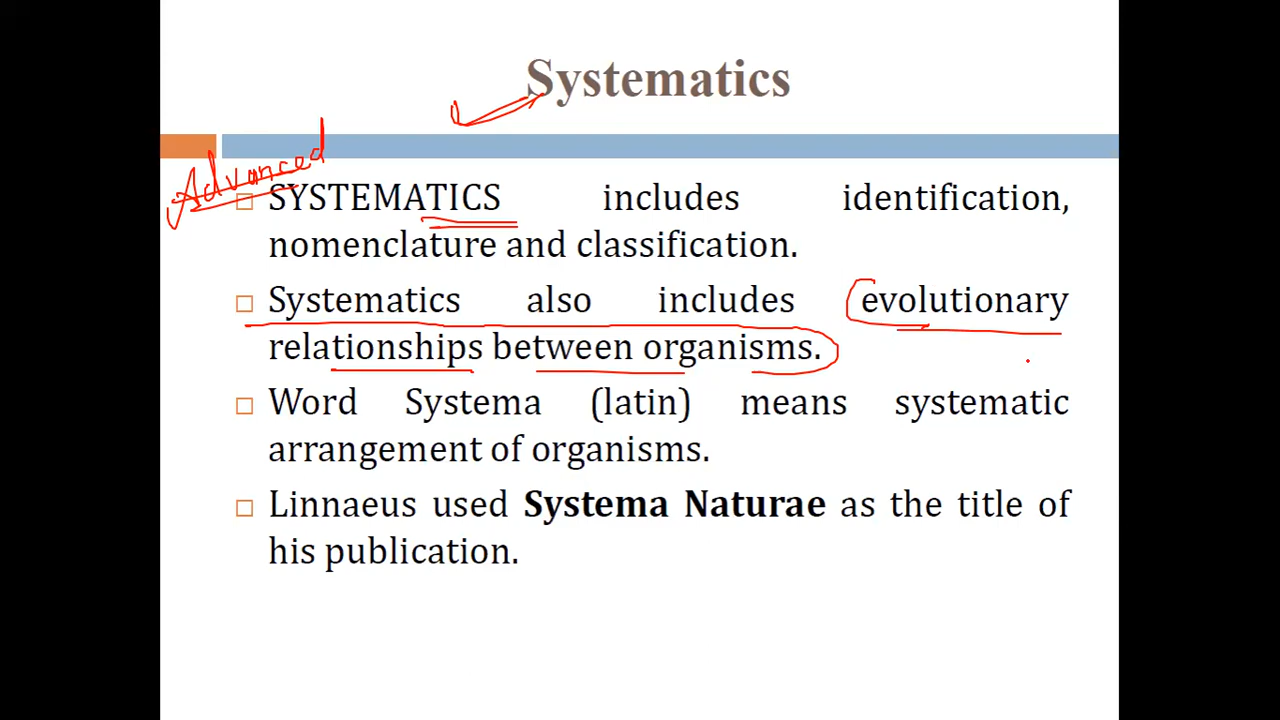 Systematics
Advanced
SYSTEMATICS includes identification,
nomenclature and classification.
Systematics also includes evolutionary
relationships between organisms.
Word Systema (latin) means systematic
arrangement of organisms.
Linnaeus used Systema Naturae as the title of
his publication.